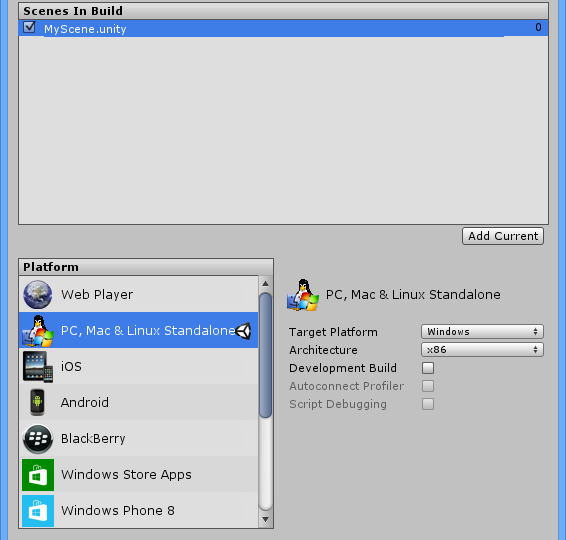 Scenes In Build
MyScene.unity 0
Add Current
Platform
Web Player
PC, Mac & Linux Standalone
iOS
Android
BlackBerry
Windows Store Apps
Windows Phone 8
PC, Mac & Linux Standalone
Target Platform Windows
Architecture x86
Development Build
Autoconnect Profiler
Script Debugging